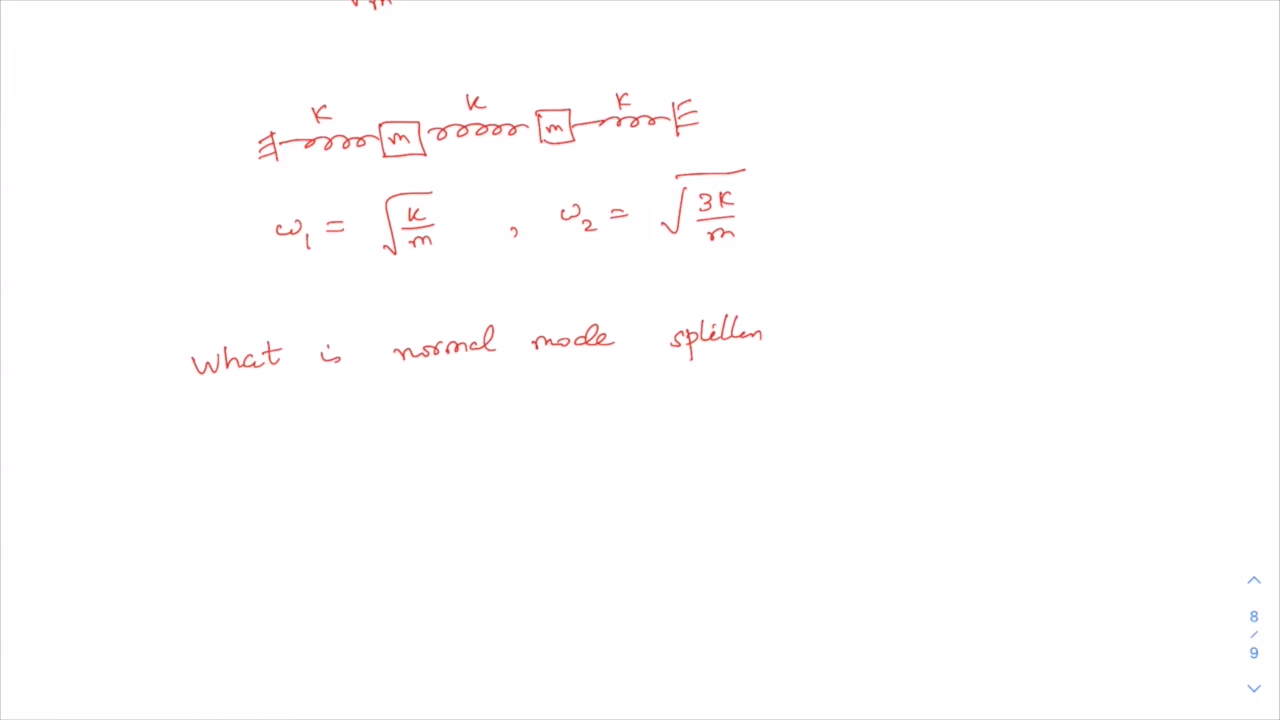 K K K
m m
ω₁ = √(k/m) , ω₂ = √(3k/m)
What is normal mode
8
/
9